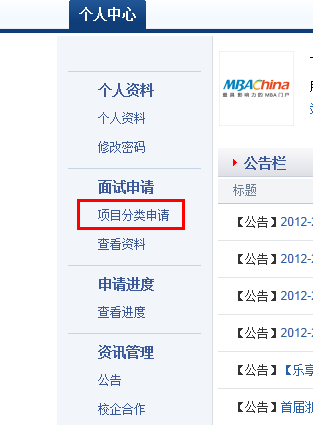 个人中心
个人资料
个人资料
修改密码
面试申请
项目分类申请
查看资料
申请进度
查看进度
资讯管理
公告
校企合作
MBAChina
公告栏
标题
【公告】2012-
【公告】2012-
【公告】2012-
【公告】2012-
【公告】【乐享
【公告】首届浙